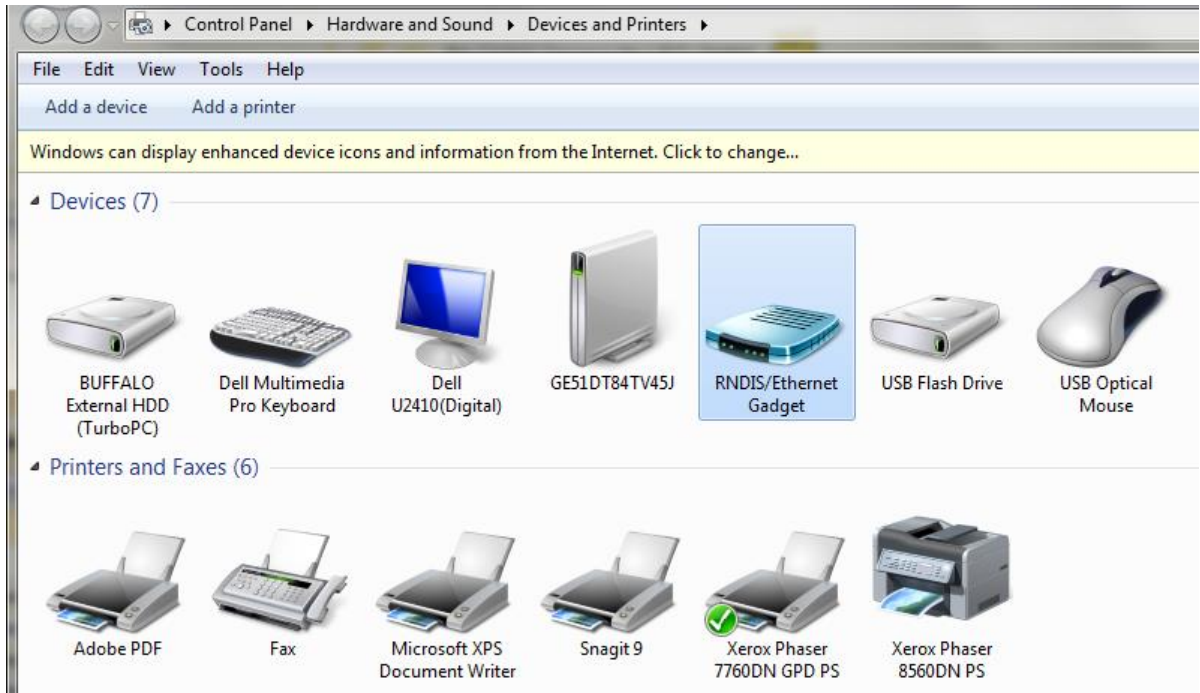 Control Panel ▸ Hardware and Sound ▸ Devices and Printers ▸
File Edit View Tools Help
Add a device Add a printer
Windows can display enhanced device icons and information from the Internet. Click to change...
Devices (7)
BUFFALO
External HDD
(TurboPC)
Dell Multimedia
Pro Keyboard
Dell
U2410(Digital)
GE51DT84TV45J
RNDIS/Ethernet
Gadget
USB Flash Drive
USB Optical
Mouse
Printers and Faxes (6)
Adobe PDF
Fax
Microsoft XPS
Document Writer
Snagit 9
Xerox Phaser
7760DN GPD PS
Xerox Phaser
8560DN PS